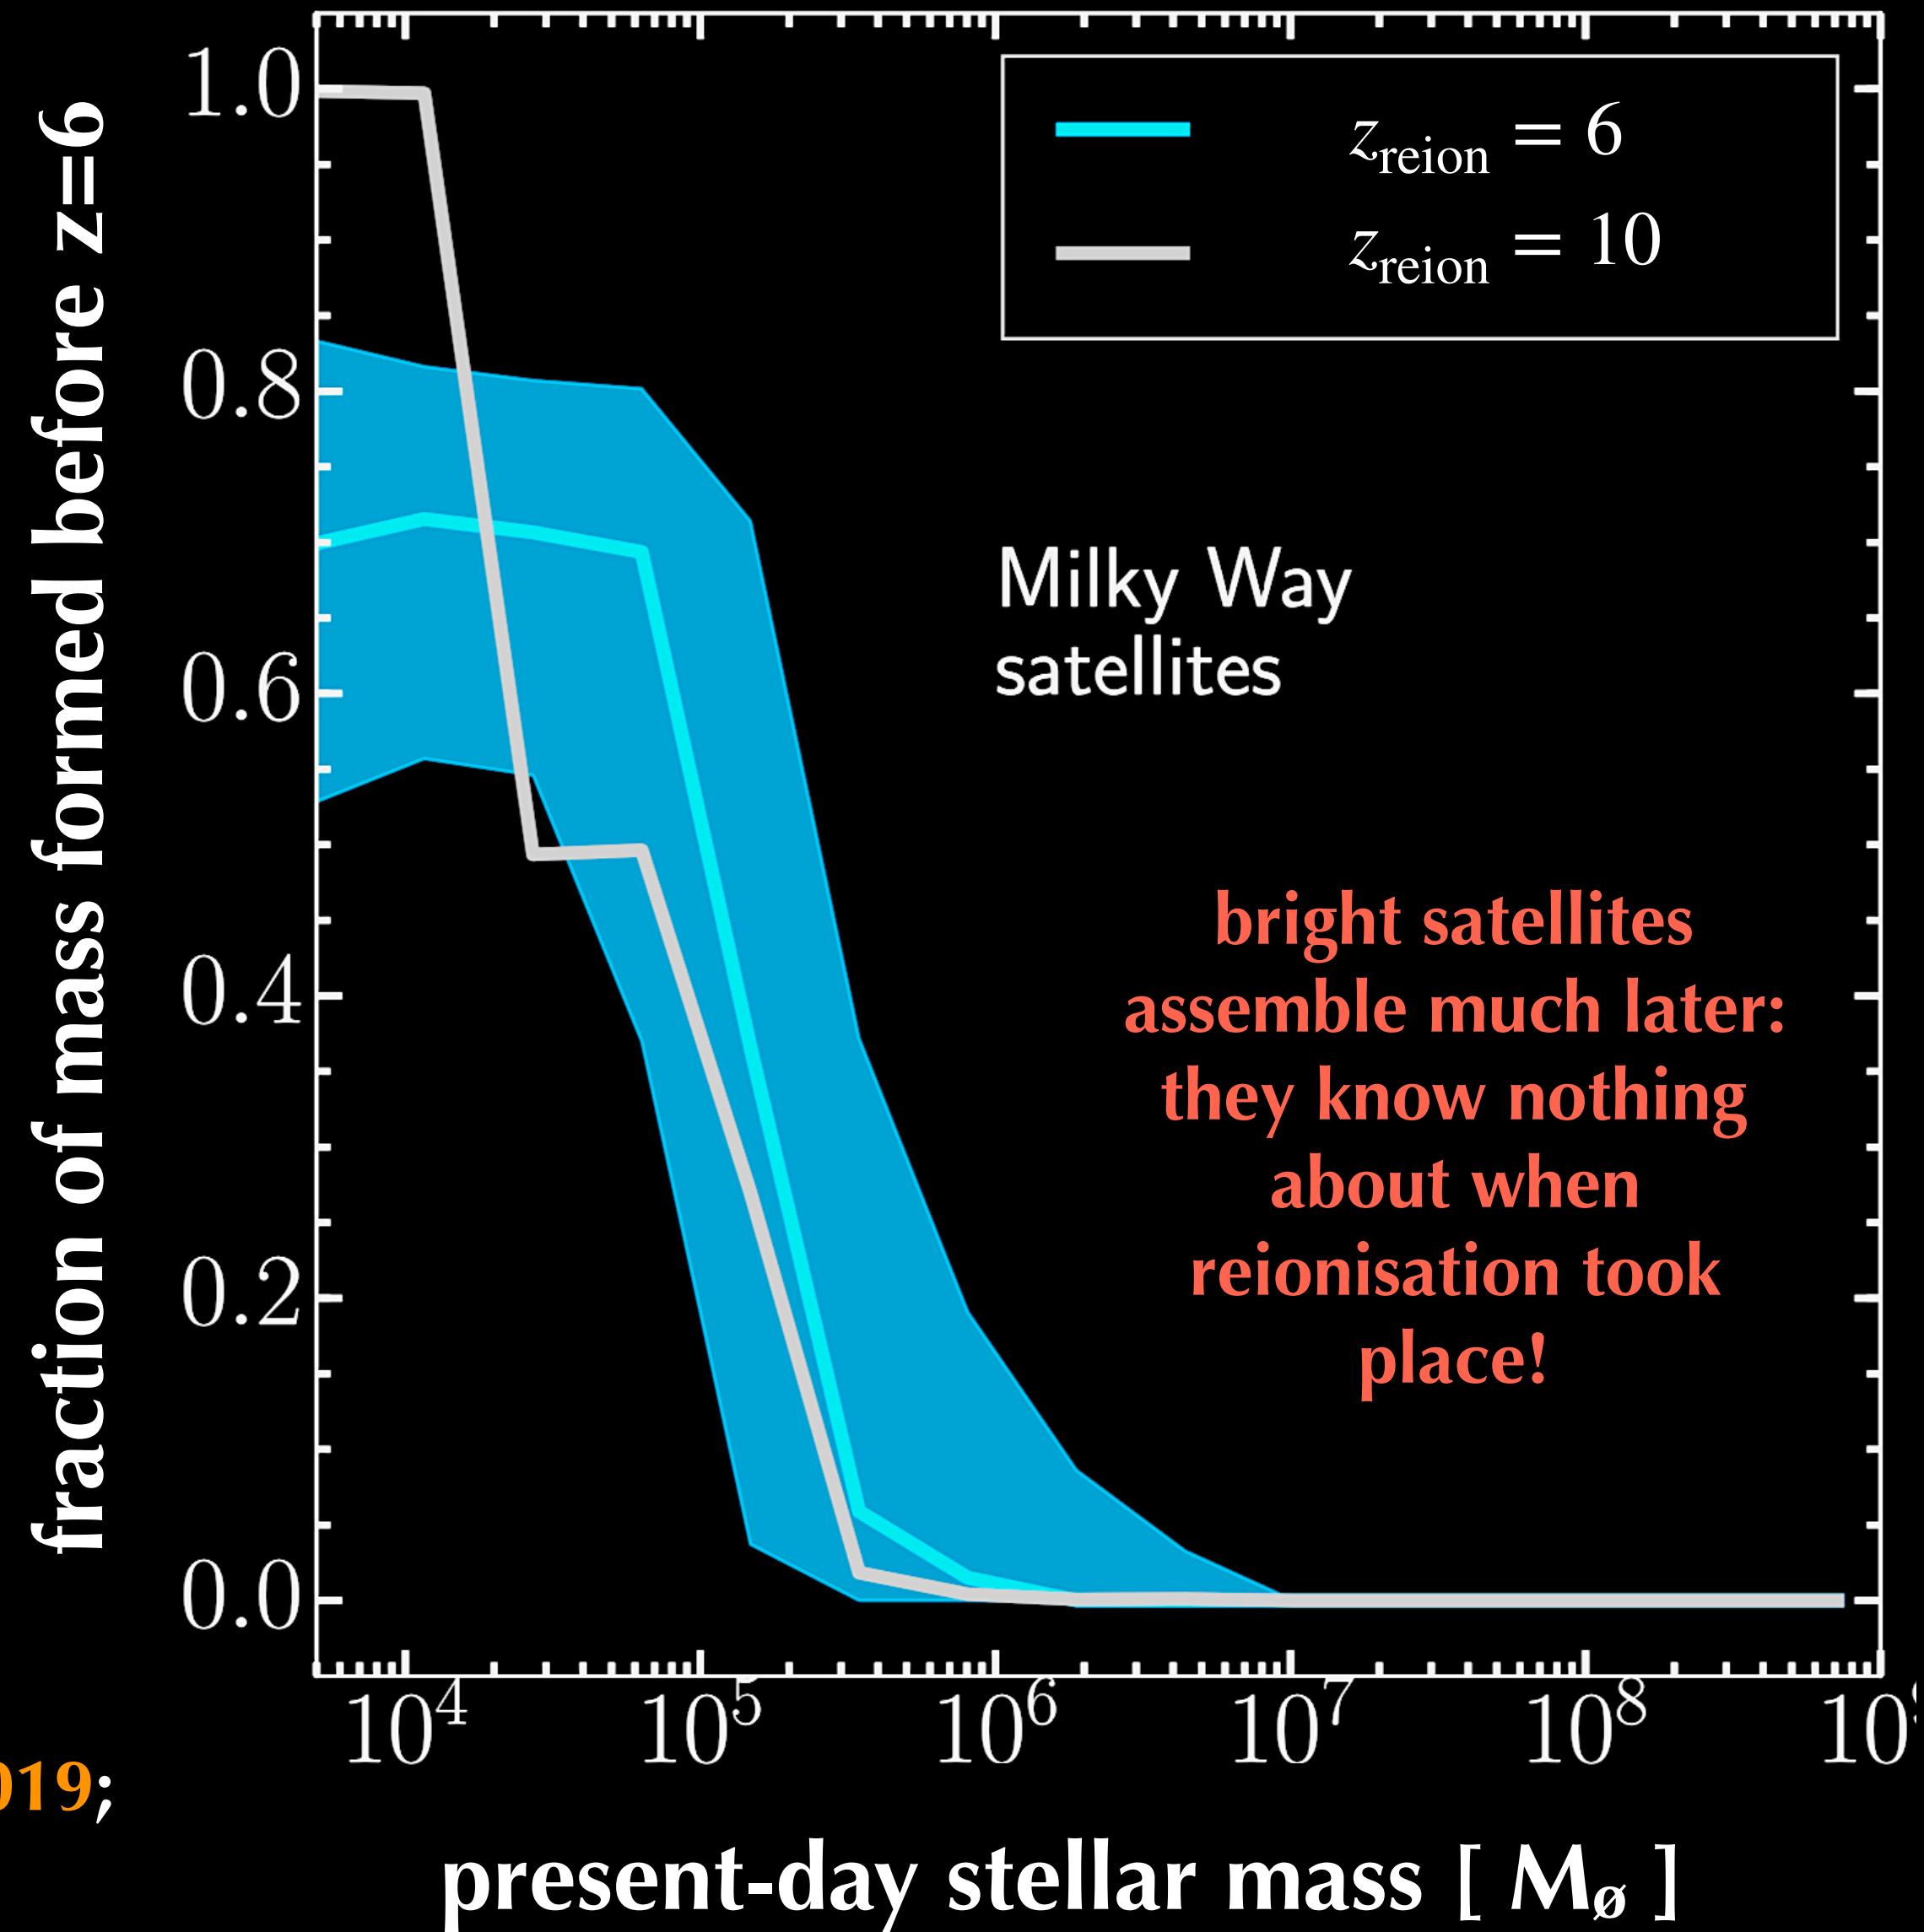 fraction of mass formed before z=6
1.0
0.8
0.6
0.4
0.2
0.0
z_reion = 6
z_reion = 10
Milky Way
satellites
bright satellites
assemble much later:
they know nothing
about when
reionisation took
place!
10^4 10^5 10^6 10^7 10^8
019;
present-day stellar mass [ Mø ]